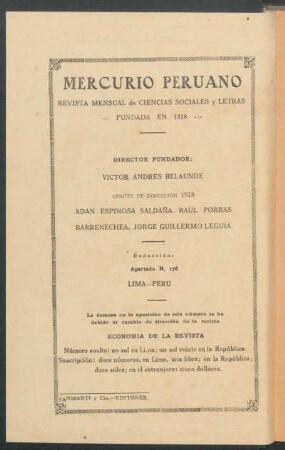 MERCURIO PERUANO
REVISTA MENSUAL de CIENCIAS SOCIALES y LETRAS
FUNDADA EN 1918
DIRECTOR FUNDADOR:
VICTOR ANDRES BELAUNDE
COMITE DE DIRECCION 1928
ADAN ESPINOSA SALDAÑA, RAUL PORRAS
BARRENECHEA, JORGE GUILLERMO LEGUIA
Redacción:
Apartado N, 176
LIMA—PERU
La demora en la aparición de este número se ha
debido al cambio de dirección de la revista
ECONOMIA DE LA REVISTA
Número suelto: un sol en Lima; un sol veinte en la República:
Suscripción: doce números, en Lima, una libra; en la República;
doce soles; en el extranjero: cinco dollares.
SANMARTI y Cia.—EDITORES.